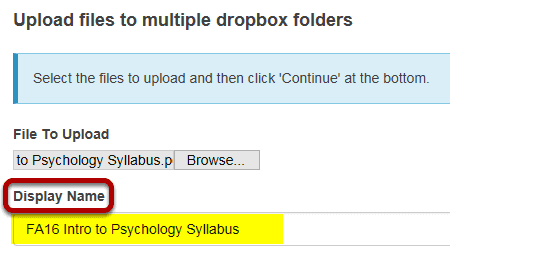 Upload files to multiple dropbox folders
Select the files to upload and then click 'Continue' at the bottom.
File To Upload
to Psychology Syllabus.p Browse...
Display Name
FA16 Intro to Psychology Syllabus